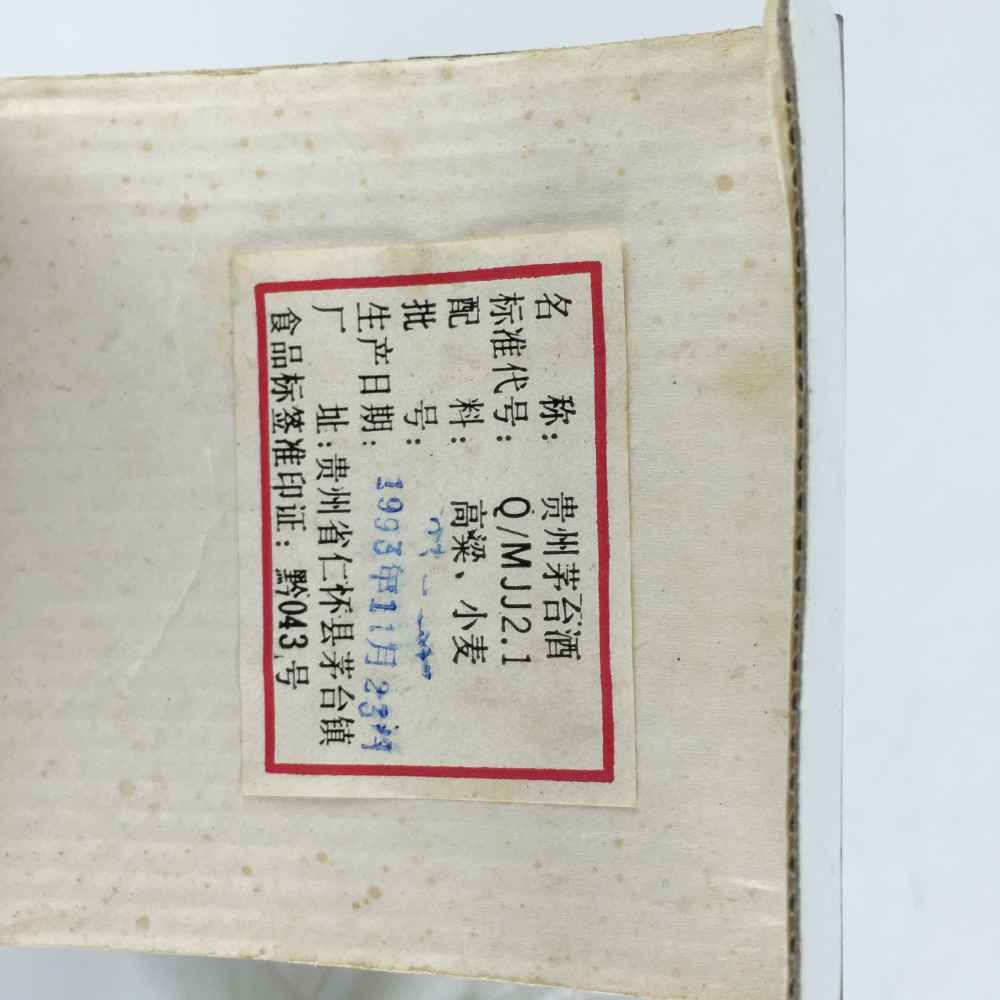 名 称: 贵州茅台酒
标准代号: Q/MJJ2.1
配 料: 高粱、小麦
批 号:
生产日期: 1993年11月23
厂 址:贵州省仁怀县茅台镇
食品标签准印证: 黔043号